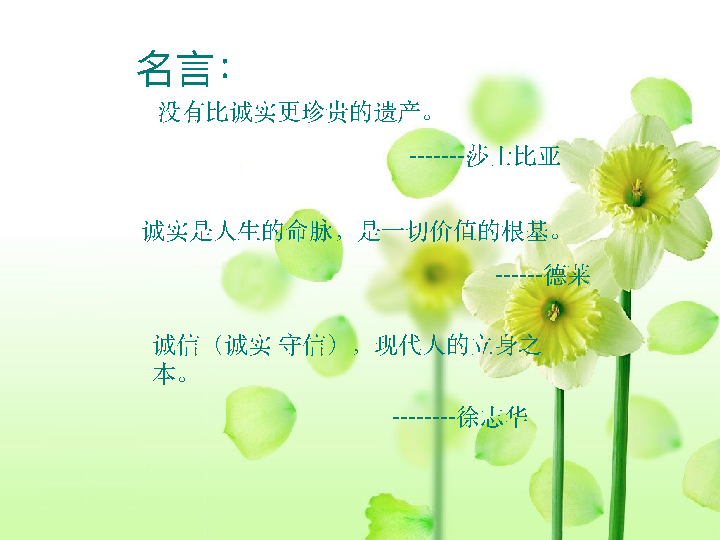 名言：
没有比诚实更珍贵的遗产。
-------莎士比亚
诚实是人生的命脉，是一切价值的根基。
------德莱
诚信（诚实 守信），现代人的立身之
本。
--------徐志华